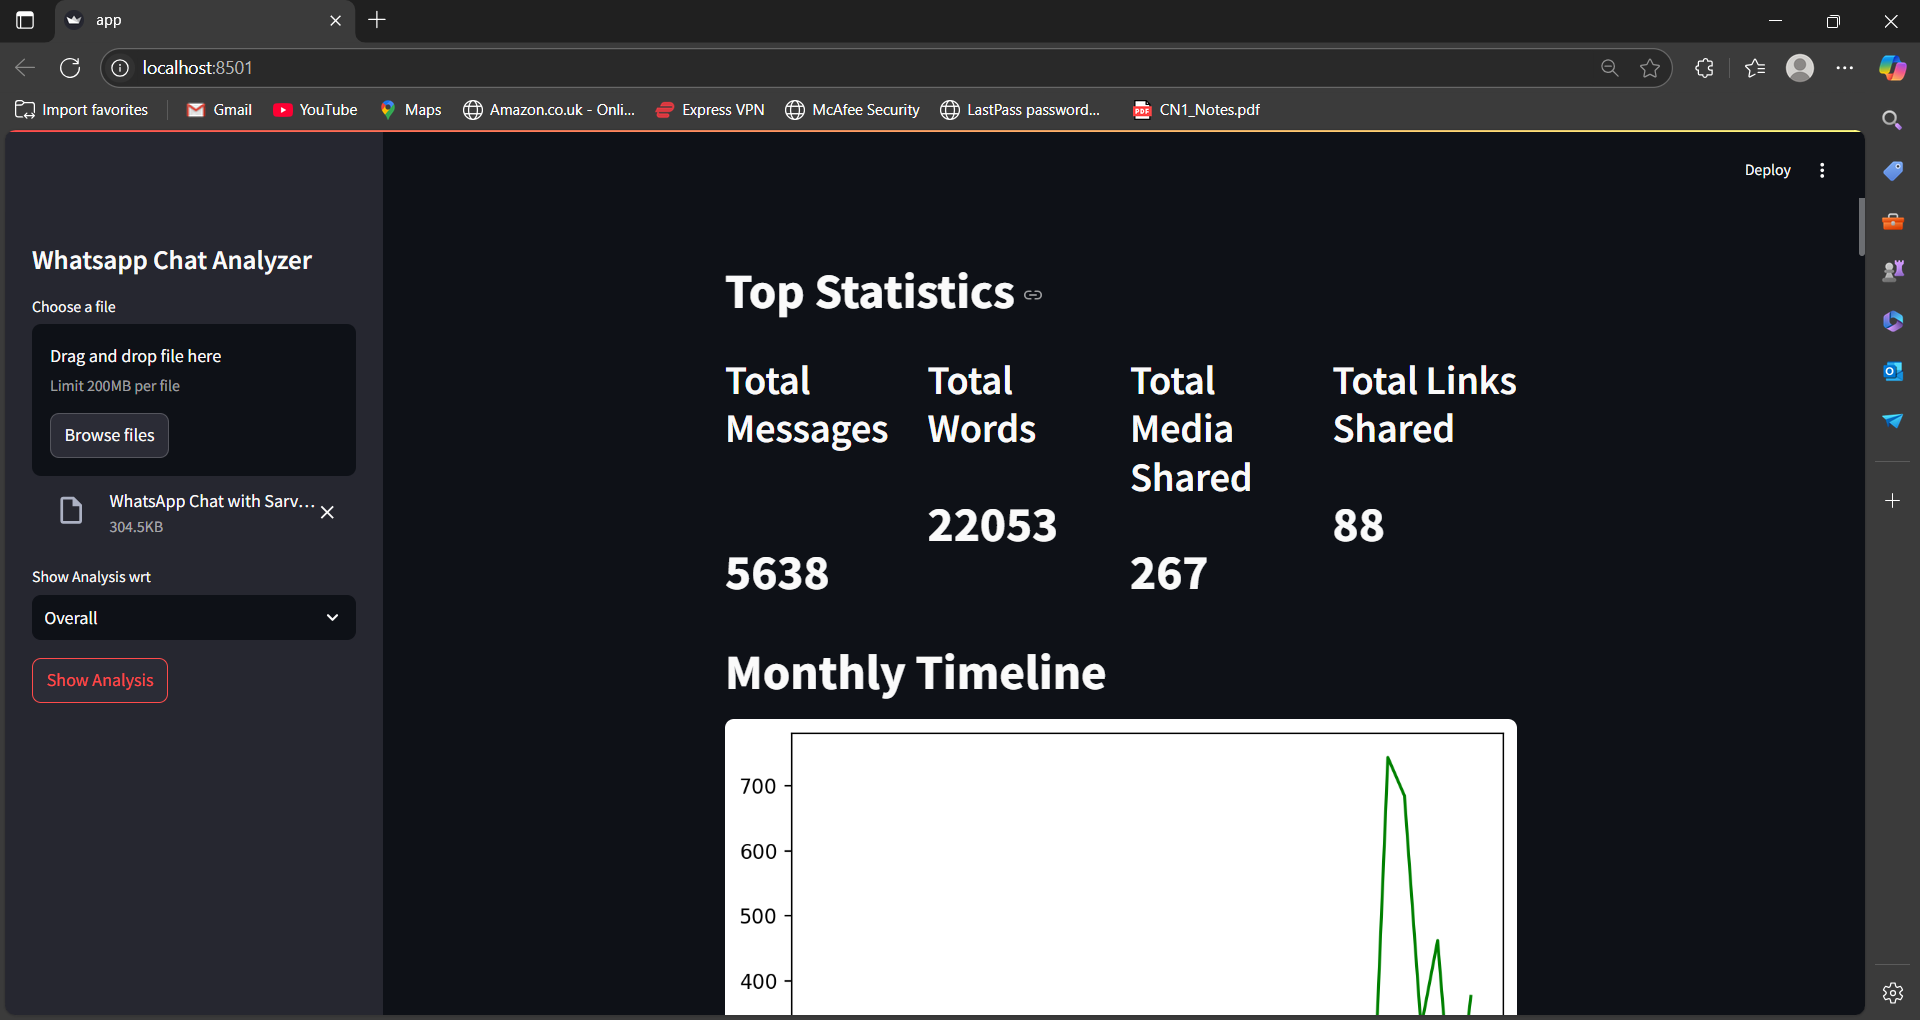 app
localhost:8501
Import favorites
Gmail
YouTube
Maps
Amazon.co.uk - Onli...
Express VPN
McAfee Security
LastPass password...
PDF
CN1_Notes.pdf
Deploy
Whatsapp Chat Analyzer
Choose a file
Drag and drop file here
Limit 200MB per file
Browse files
WhatsApp Chat with Sarv...
304.5KB
Show Analysis wrt
Overall
Show Analysis
Top Statistics
Total
Messages
5638
Total
Words
22053
Total
Media
Shared
267
Total Links
Shared
88
Monthly Timeline
700
600
500
400